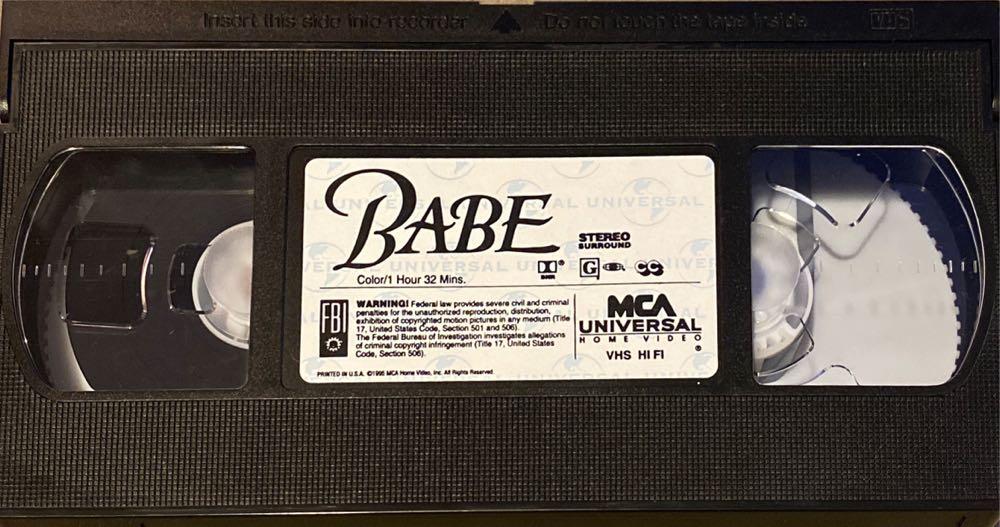 Insert this side into recorder Do not touch the tape inside VHS
BABE
STEREO
SURROUND
G CC
Color/1 Hour 32 Mins.
FBI
WARNING! Federal law provides severe civil and criminal
penalties for the unauthorized reproduction, distribution,
exhibition of copyrighted motion pictures in any medium (Title
17, United States Code, Section 501 and 506).
The Federal Bureau of Investigation investigates allegations
of criminal copyright infringement (Title 17, United States
Code, Section 506).
MCA
UNIVERSAL
HOME VIDEO
®
VHS HI FI
PRINTED IN U.S.A. ©1995 MCA Home Video, Inc. All Rights Reserved.